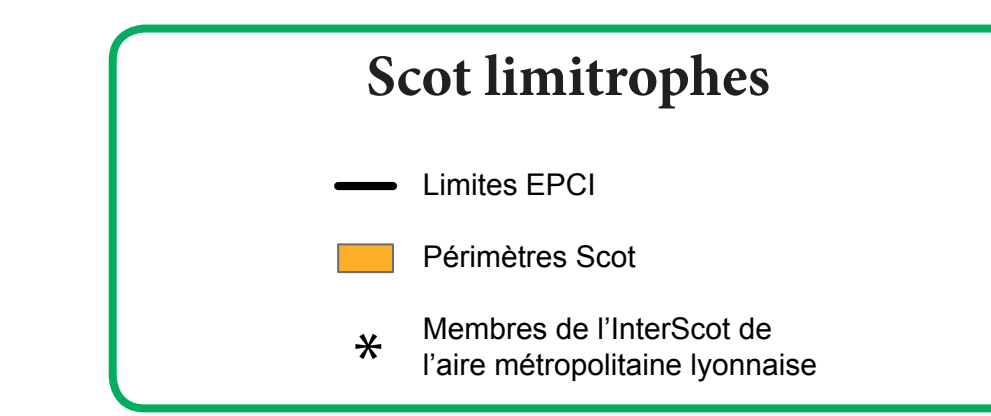 Scot limitrophes
Limites EPCI
Périmètres Scot
* Membres de l’InterScot de
l’aire métropolitaine lyonnaise